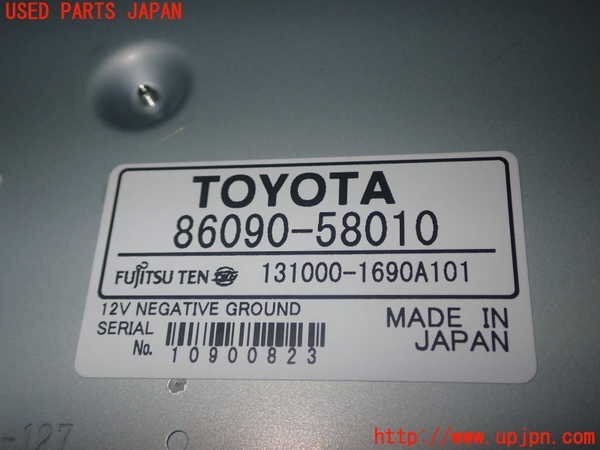 USED PARTS JAPAN
TOYOTA
86090-58010
FUJITSU TEN 131000-1690A101
12V NEGATIVE GROUND
SERIAL No. 10900823
MADE IN JAPAN
-127
http://www.upjpn.com